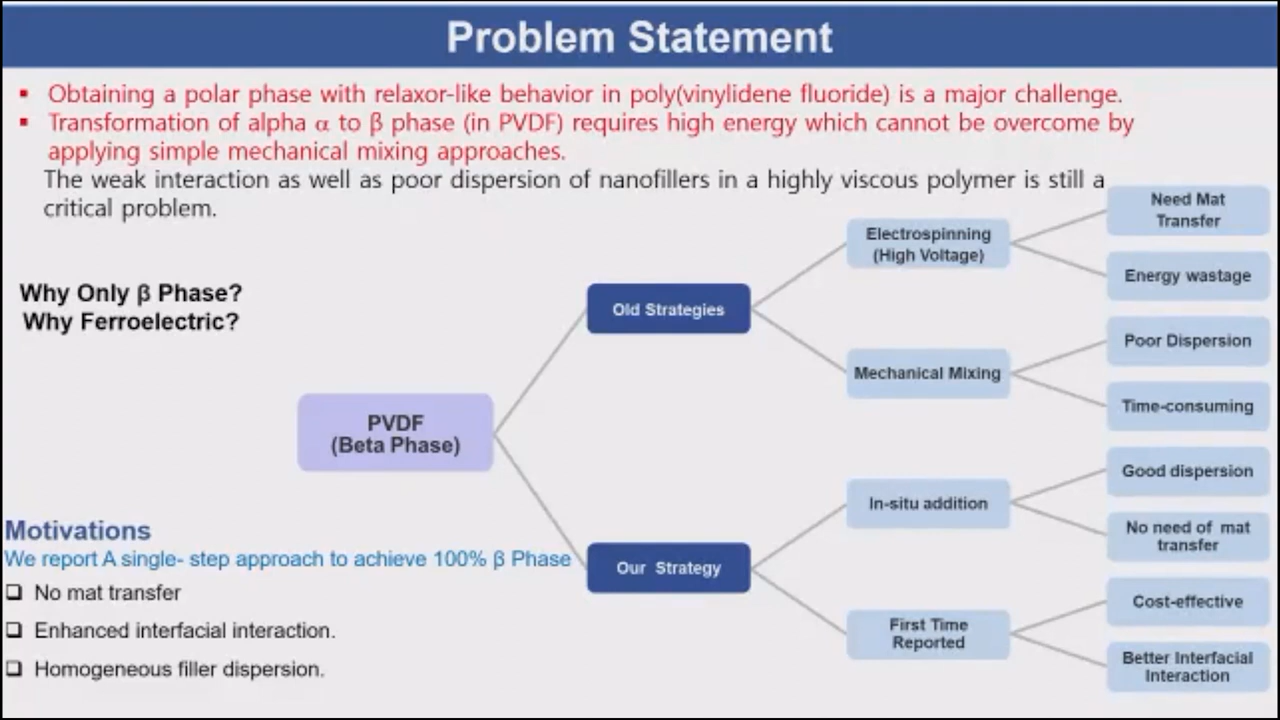 Problem Statement
▪ Obtaining a polar phase with relaxor-like behavior in poly(vinylidene fluoride) is a major challenge.
▪ Transformation of alpha α to β phase (in PVDF) requires high energy which cannot be overcome by
applying simple mechanical mixing approaches.
The weak interaction as well as poor dispersion of nanofillers in a highly viscous polymer is still a
critical problem.
Why Only β Phase?
Why Ferroelectric?
PVDF
(Beta Phase)
Old Strategies
Electrospinning
(High Voltage)
Need Mat
Transfer
Energy wastage
Mechanical Mixing
Poor Dispersion
Time-consuming
Our Strategy
In-situ addition
Good dispersion
No need of mat
transfer
First Time
Reported
Cost-effective
Better Interfacial
Interaction
Motivations
We report A single- step approach to achieve 100% β Phase
❑ No mat transfer
❑ Enhanced interfacial interaction.
❑ Homogeneous filler dispersion.